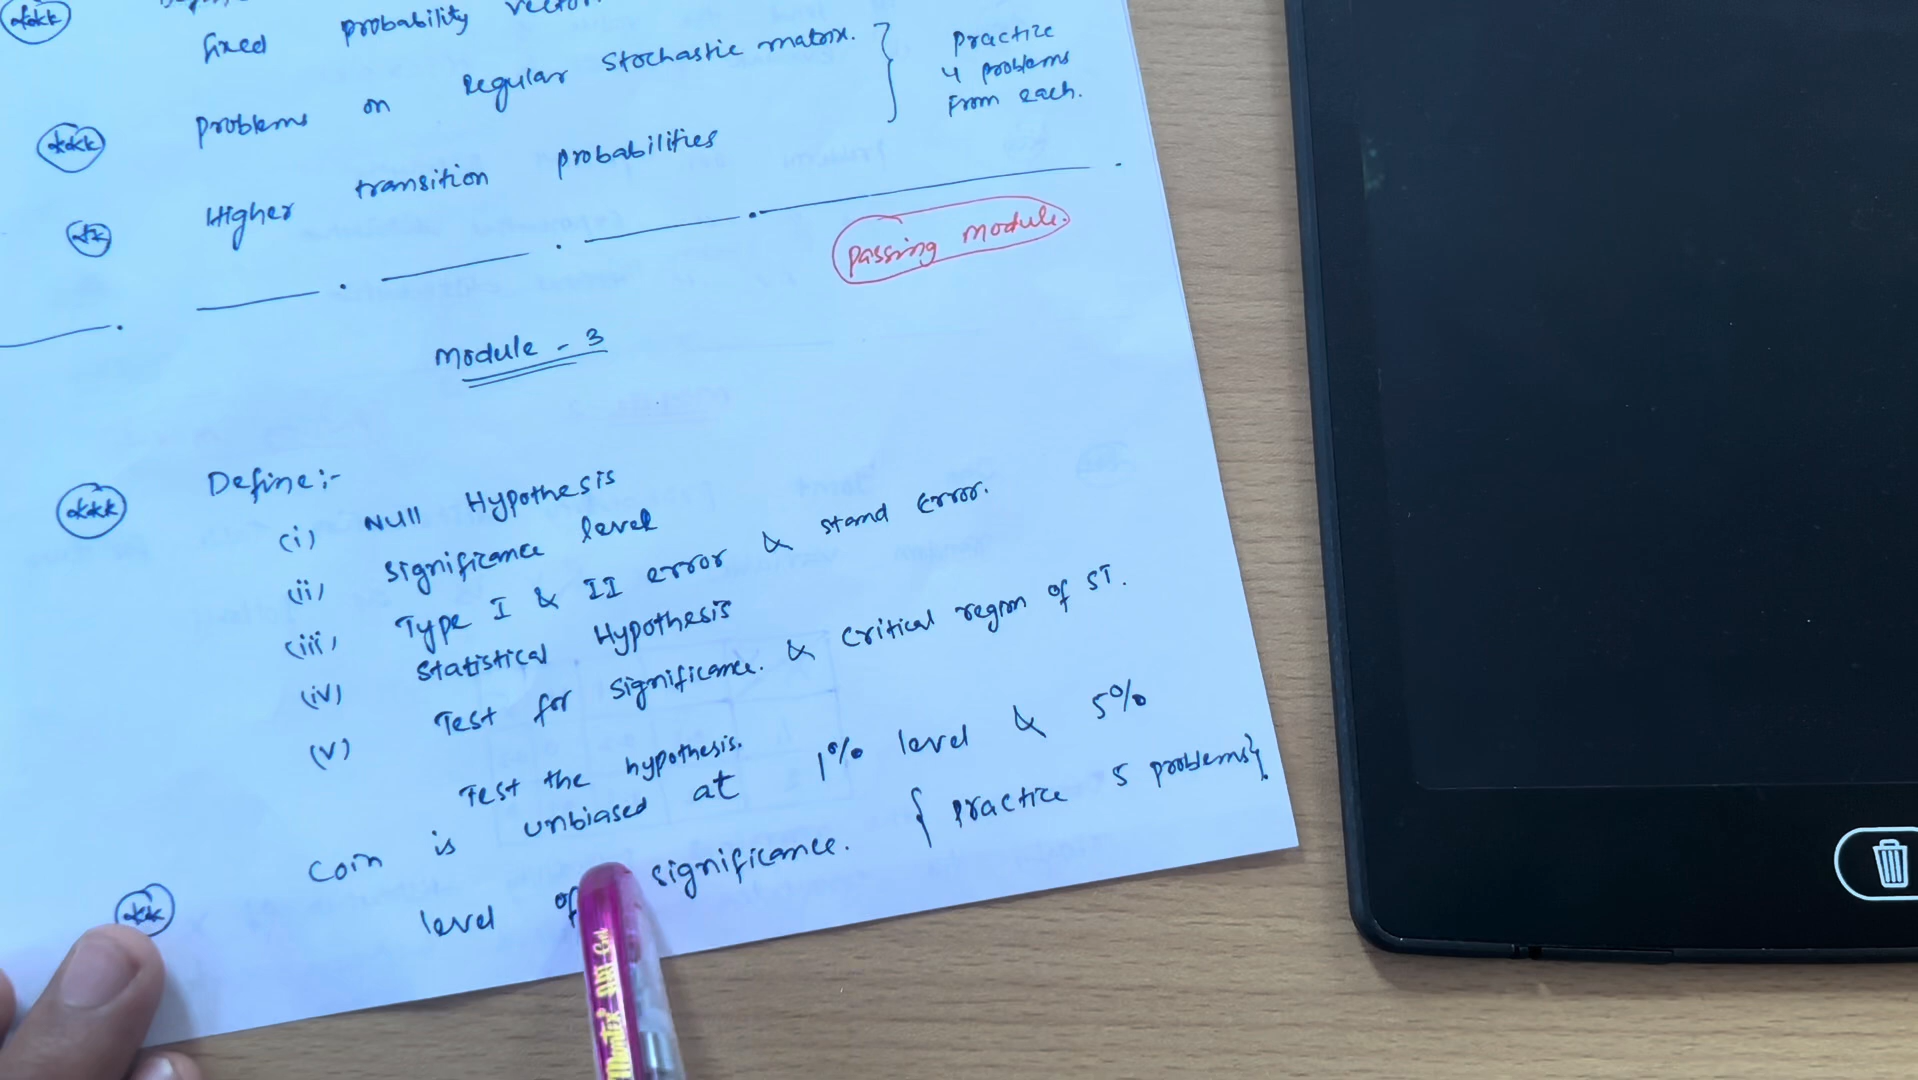 fixed probability vector
*** problems on Regular Stochastic matrix. } practize
4 problems
From each.
** Higher transition probabilities
passing module.
Module - 3
*** Define:-
(i) NULL Hypothesis
(ii) significance level
(iii) Type I & II error & stand Error.
(iv) Statistical Hypothesis
(v) Test for significance. & critical region of ST.
Test the hypothesis.
coin is unbiased at 1% level & 5%
** level of significance. { practice 5 problems}